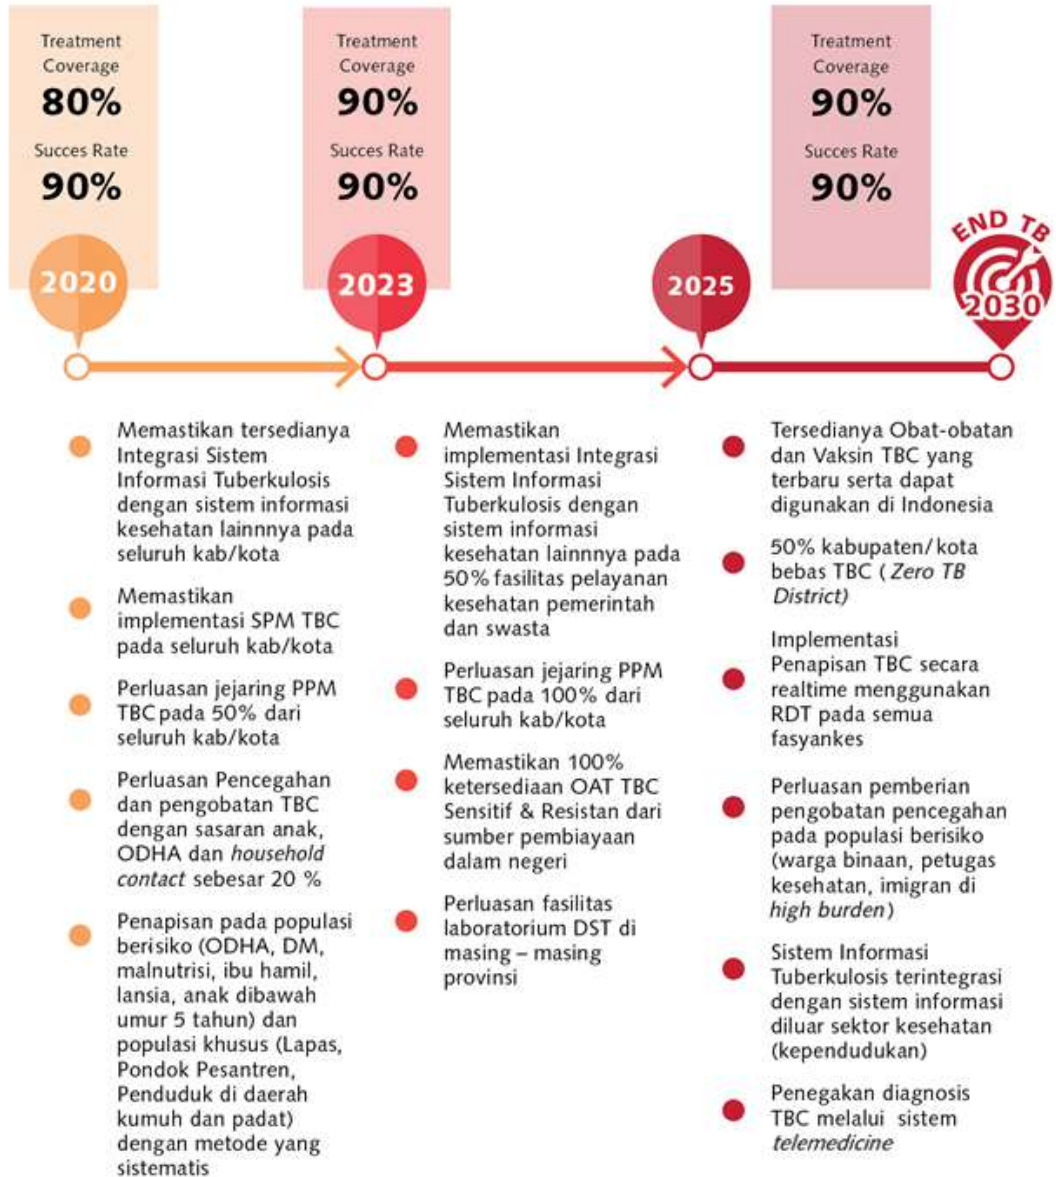 Treatment
Coverage
80%
Succes Rate
90%
2020
Treatment
Coverage
90%
Succes Rate
90%
2023
2025
Treatment
Coverage
90%
Succes Rate
90%
END TB
2030
Memastikan tersedianya
Integrasi Sistem
Informasi Tuberkulosis
dengan sistem informasi
kesehatan lainnnya pada
seluruh kab/kota
Memastikan
implementasi SPM TBC
pada seluruh kab/kota
Perluasan jejaring PPM
TBC pada 50% dari
seluruh kab/kota
Perluasan Pencegahan
dan pengobatan TBC
dengan sasaran anak,
ODHA dan household
contact sebesar 20 %
Penapisan pada populasi
berisiko (ODHA, DM,
malnutrisi, ibu hamil,
lansia, anak dibawah
umur 5 tahun) dan
populasi khusus (Lapas,
Pondok Pesantren,
Penduduk di daerah
kumuh dan padat)
dengan metode yang
sistematis
Memastikan
implementasi Integrasi
Sistem Informasi
Tuberkulosis dengan
sistem informasi
kesehatan lainnnya pada
50% fasilitas pelayanan
kesehatan pemerintah
dan swasta
Perluasan jejaring PPM
TBC pada 100% dari
seluruh kab/kota
Memastikan 100%
ketersediaan OAT TBC
Sensitif & Resistan dari
sumber pembiayaan
dalam negeri
Perluasan fasilitas
laboratorium DST di
masing – masing
provinsi
Tersedianya Obat-obatan
dan Vaksin TBC yang
terbaru serta dapat
digunakan di Indonesia
50% kabupaten/kota
bebas TBC ( Zero TB
District)
Implementasi
Penapisan TBC secara
realtime menggunakan
RDT pada semua
fasyankes
Perluasan pemberian
pengobatan pencegahan
pada populasi berisiko
(warga binaan, petugas
kesehatan, imigran di
high burden)
Sistem Informasi
Tuberkulosis terintegrasi
dengan sistem informasi
diluar sektor kesehatan
(kependudukan)
Penegakan diagnosis
TBC melalui sistem
telemedicine